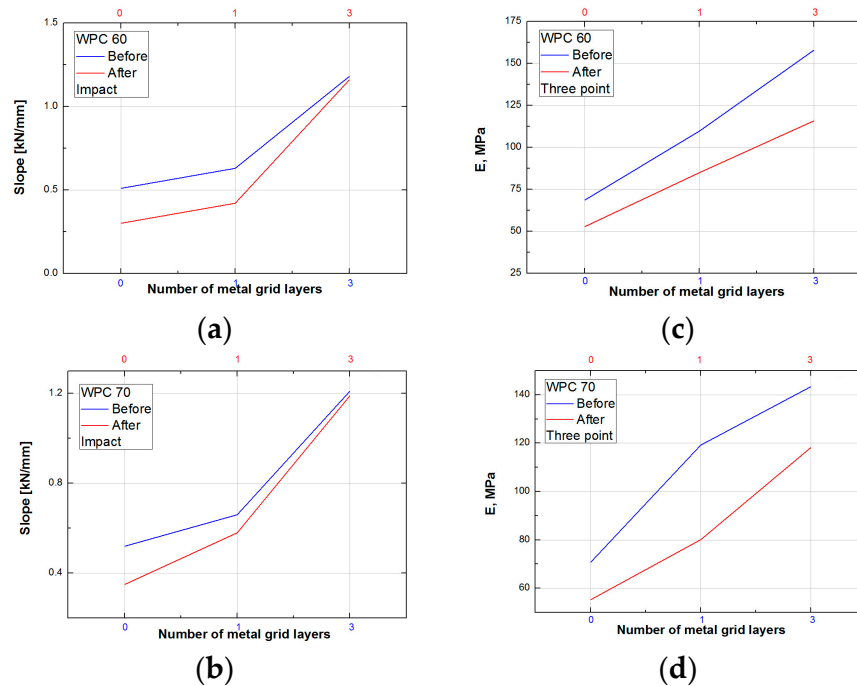 0 1 3
1.5
WPC 60
Before
After
Impact
1.0
Slope [kN/mm]
0.5
0.0
0 1 3
Number of metal grid layers
(a)
0 1 3
175
WPC 60
Before
After
Three point
150
125
E, MPa
100
75
50
25
0 1 3
Number of metal grid layers
(c)
0 1 3
1.2
WPC 70
Before
After
Impact
Slope [kN/mm]
0.8
0.4
0 1 3
Number of metal grid layers
(b)
0 1 3
WPC 70
Before
After
Three point
140
120
E, MPa
100
80
60
0 1 3
Number of metal grid layers
(d)